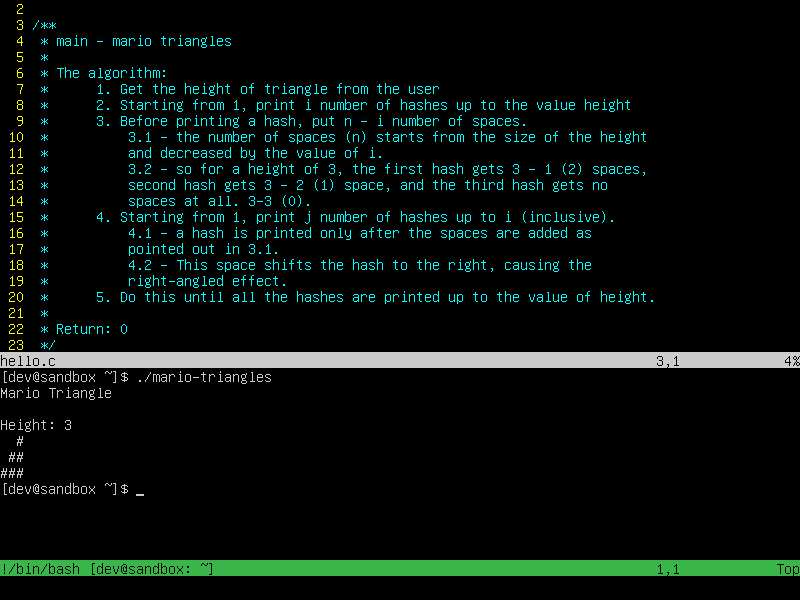 2
3 /**
4  * main - mario triangles
5  *
6  * The algorithm:
7  *      1. Get the height of triangle from the user
8  *      2. Starting from 1, print i number of hashes up to the value height
9  *      3. Before printing a hash, put n - i number of spaces.
10  *          3.1 - the number of spaces (n) starts from the size of the height
11  *          and decreased by the value of i.
12  *          3.2 - so for a height of 3, the first hash gets 3 - 1 (2) spaces,
13  *          second hash gets 3 - 2 (1) space, and the third hash gets no
14  *          spaces at all. 3-3 (0).
15  *      4. Starting from 1, print j number of hashes up to i (inclusive).
16  *          4.1 - a hash is printed only after the spaces are added as
17  *          pointed out in 3.1.
18  *          4.2 - This space shifts the hash to the right, causing the
19  *          right-angled effect.
20  *      5. Do this until all the hashes are printed up to the value of height.
21  *
22  * Return: 0
23  */
hello.c 3,1 4%
[dev@sandbox ~]$ ./mario-triangles
Mario Triangle
Height: 3
  #
 ##
###
[dev@sandbox ~]$ _
!/bin/bash [dev@sandbox: ~] 1,1 Top